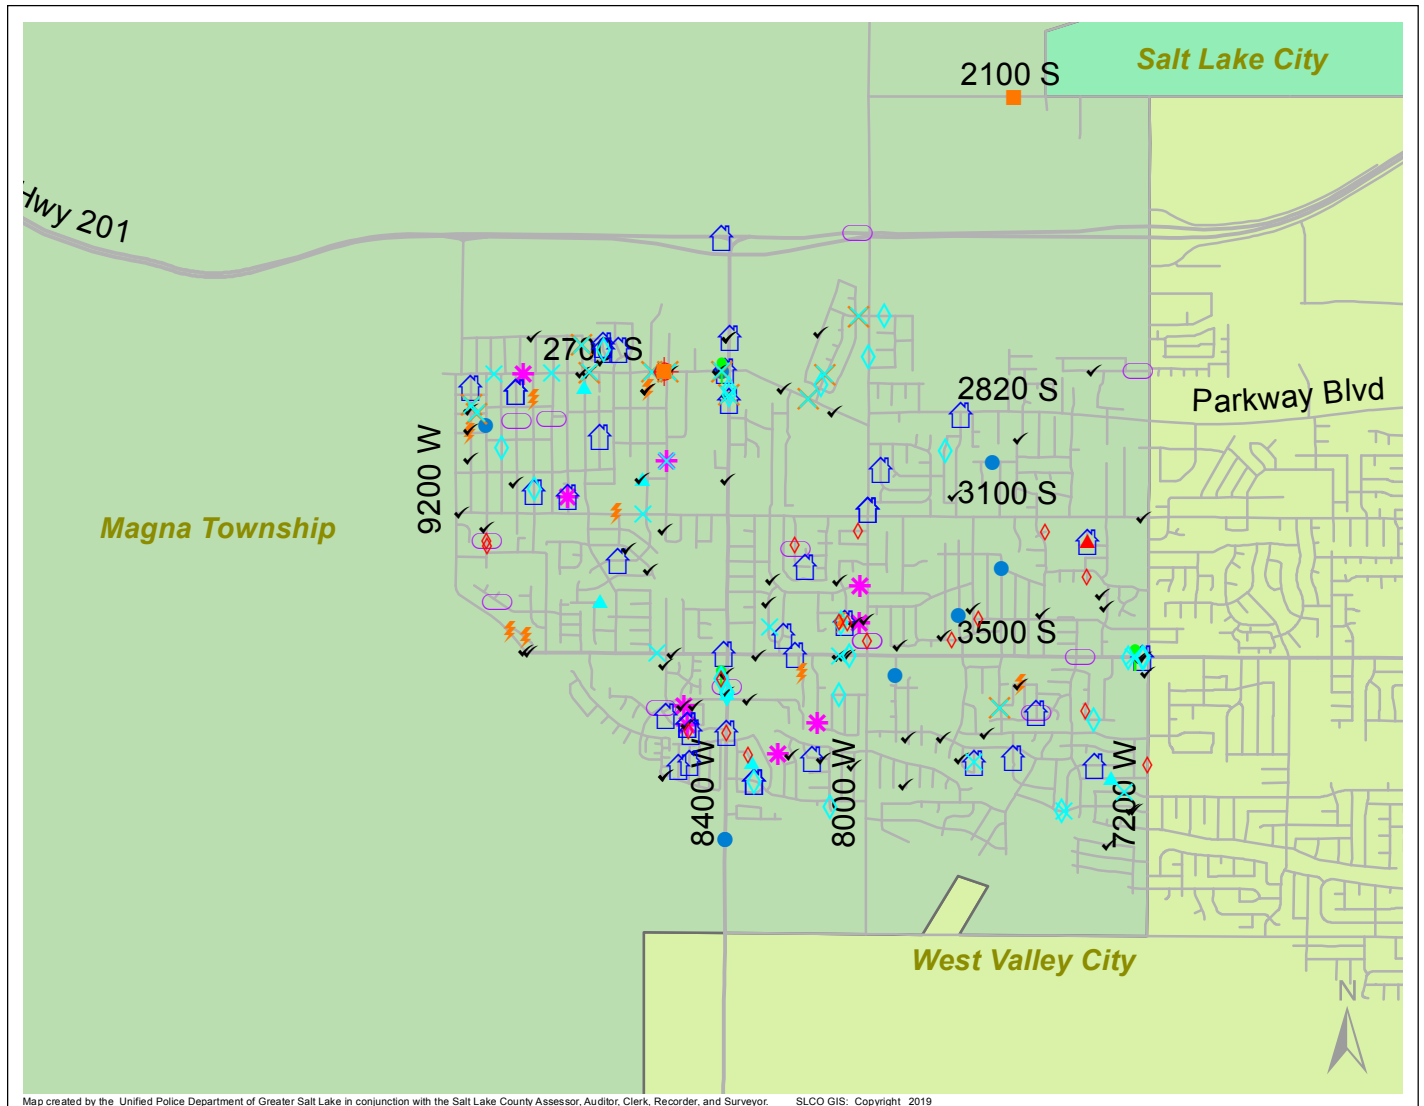 Salt Lake City
2100 S
Hwy 201
2700 S
2820 S
Parkway Blvd
9200 W
3100 S
Magna Township
3500 S
8400 W
8000 W
7200 W
West Valley City
N
Map created by the Unified Police Department of Greater Salt Lake in conjunction with the Salt Lake County Assessor, Auditor, Clerk, Recorder, and Surveyor. SLCO GIS: Copyright 2019